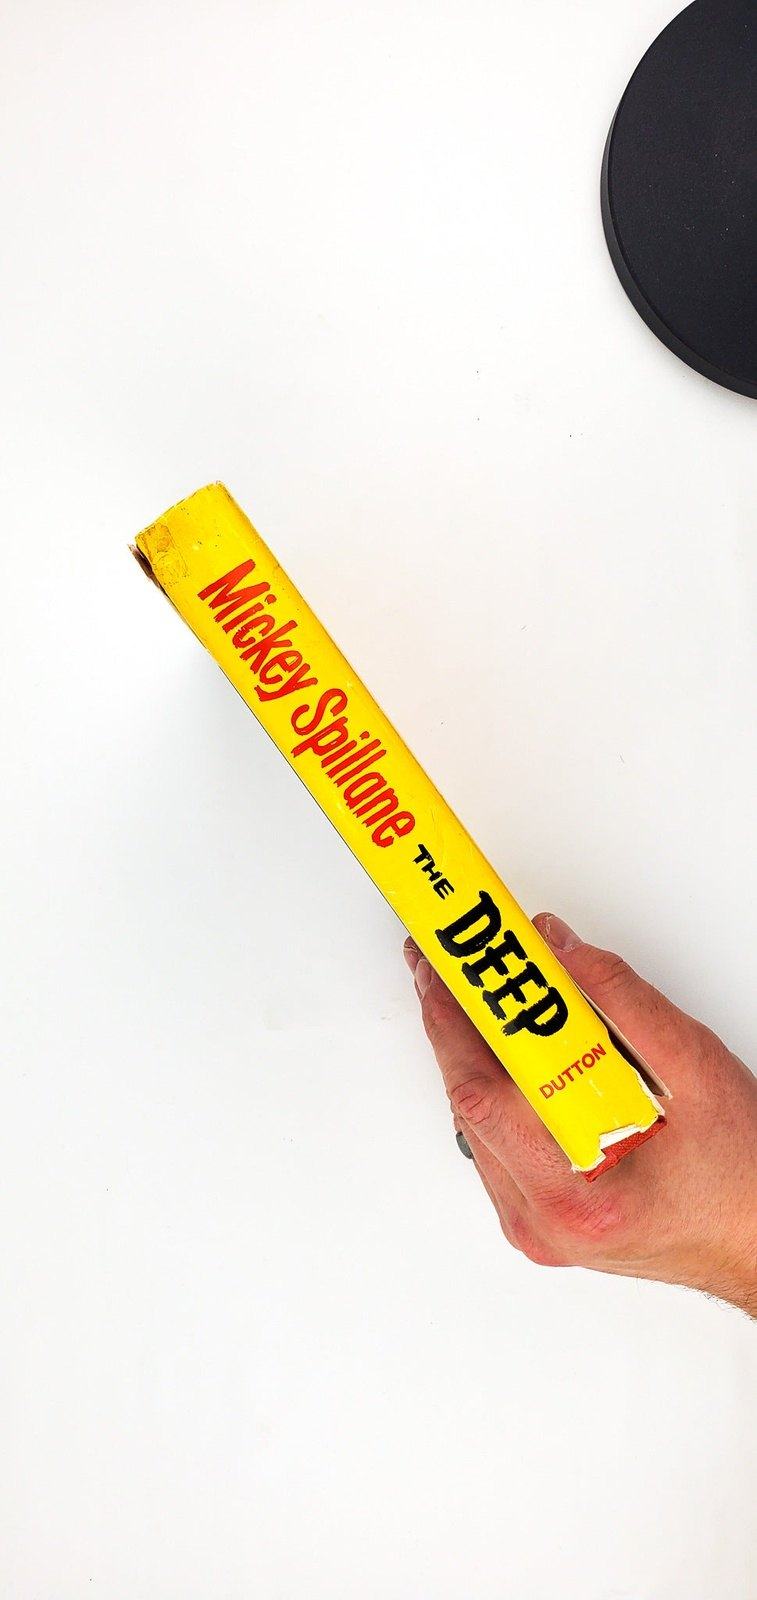 Mickey Spillane
THE
DEEP
DUTTON